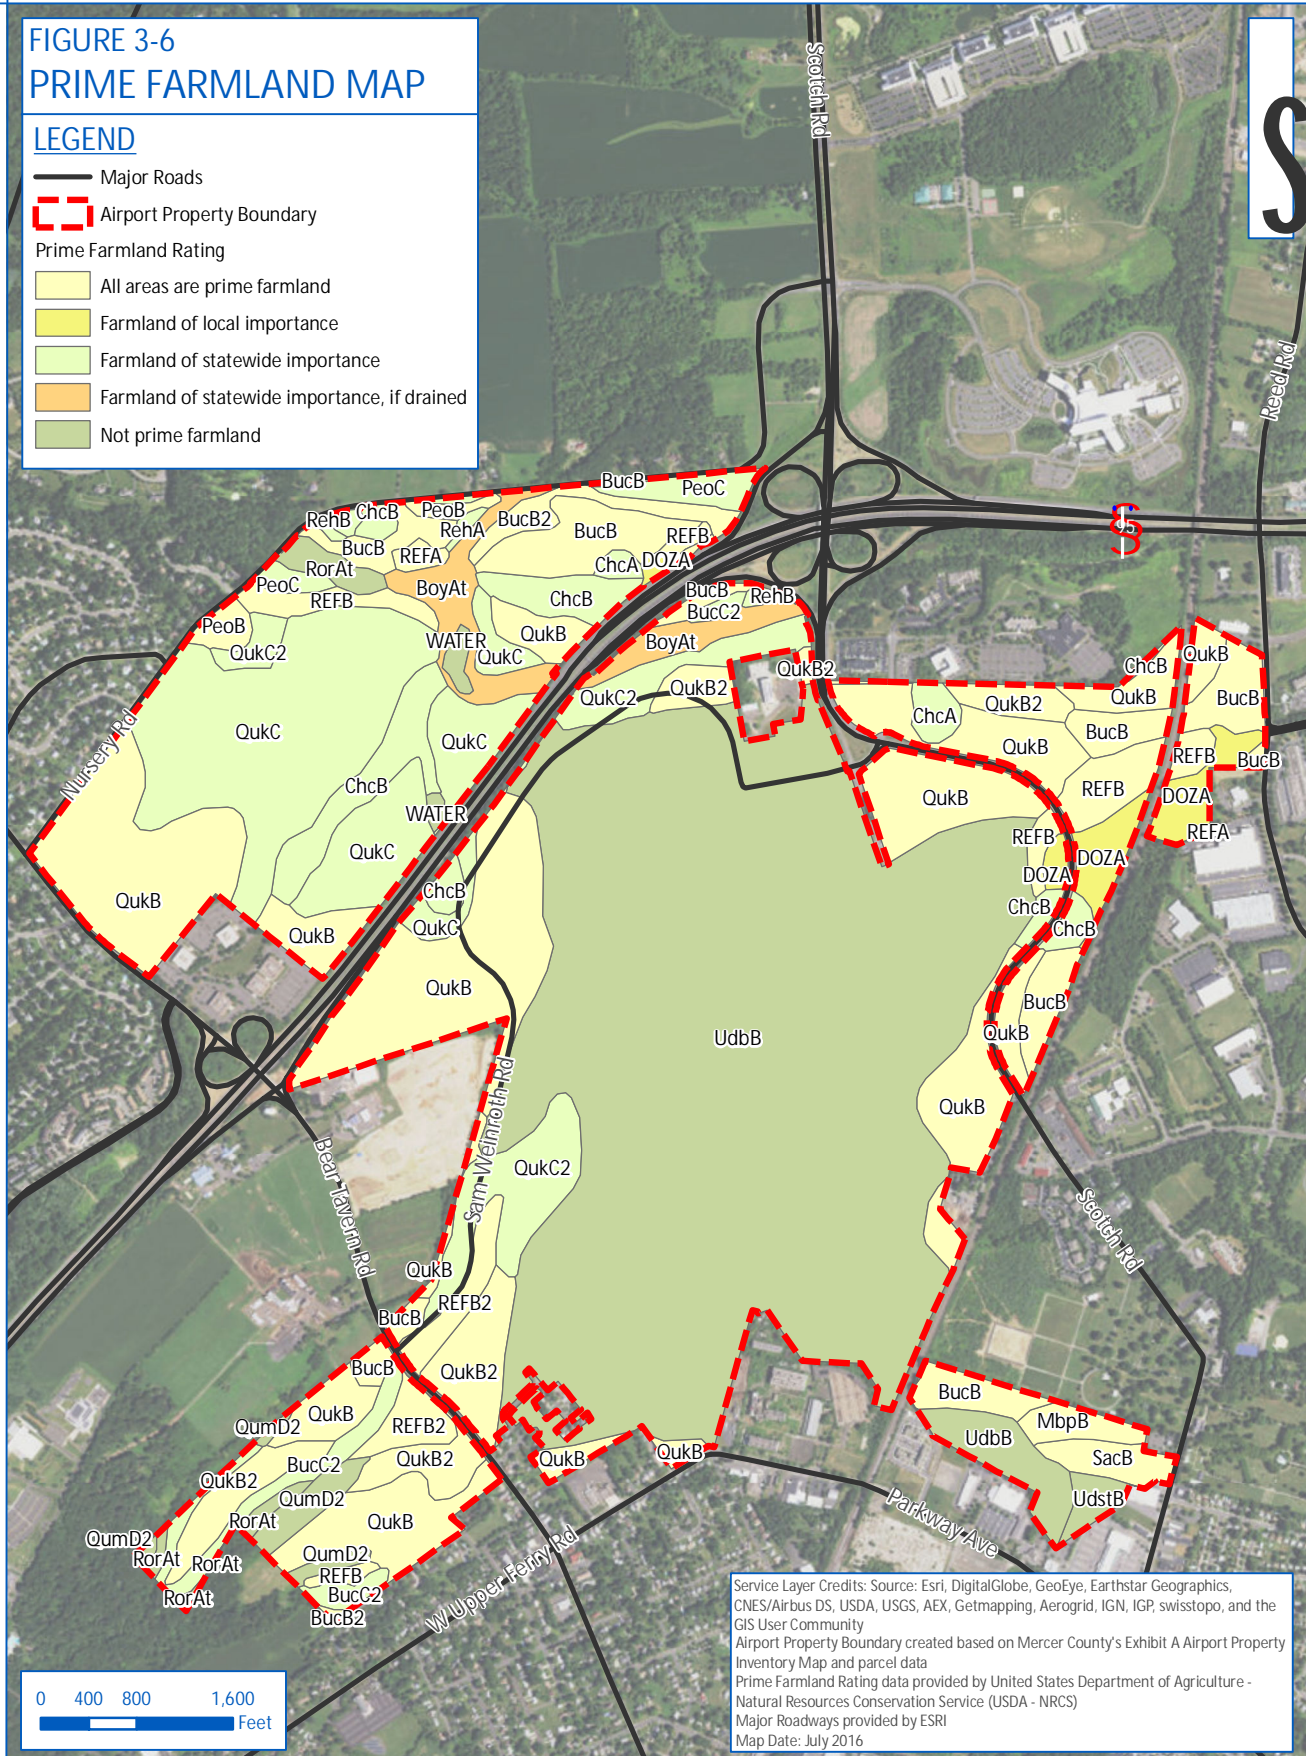 FIGURE 3-6
PRIME FARMLAND MAP
LEGEND
Major Roads
Airport Property Boundary
Prime Farmland Rating
All areas are prime farmland
Farmland of local importance
Farmland of statewide importance
Farmland of statewide importance, if drained
Not prime farmland
S
Scotch Rd
Reed Rd
95
BucB
PeoC
RehB
ChcB
PeoB
RehA
BucB2
BucB
REFB
BucB
REFA
RorAt
ChcA
DOZA
PeoC
BoyAt
REFB
ChcB
BucB
RehB
BucC2
PeoB
WATER
QukB
BoyAt
QukC2
QukC
QukB2
ChcB
QukB
QukC2
QukB2
QukB
BucB
ChcA
QukB2
Nursery Rd
QukC
QukC
QukB
BucB
REFB
BucB
ChcB
QukB
REFB
DOZA
WATER
REFA
QukC
REFB
DOZA
DOZA
ChcB
ChcB
QukB
QukB
QukC
ChcB
QukB
BucB
QukB
UdbB
QukB
Sam Weinroth Rd
Bear Tavern Rd
QukC2
Scotch Rd
QukB
REFB2
BucB
BucB
QukB2
QukB
REFB2
QumD2
BucC2
QukB2
QukB2
QumD2
QukB
QukB
QukB
RorAt
QumD2
RorAt
RorAt
QumD2
REFB
BucC2
RorAt
BucB2
BucB
MbpB
UdbB
SacB
UdstB
Parkway Ave
W Upper Ferry Rd
Service Layer Credits: Source: Esri, DigitalGlobe, GeoEye, Earthstar Geographics,
CNES/Airbus DS, USDA, USGS, AEX, Getmapping, Aerogrid, IGN, IGP, swisstopo, and the
GIS User Community
Airport Property Boundary created based on Mercer County's Exhibit A Airport Property
Inventory Map and parcel data
Prime Farmland Rating data provided by United States Department of Agriculture -
Natural Resources Conservation Service (USDA - NRCS)
Major Roadways provided by ESRI
Map Date: July 2016
0 400 800 1,600
Feet